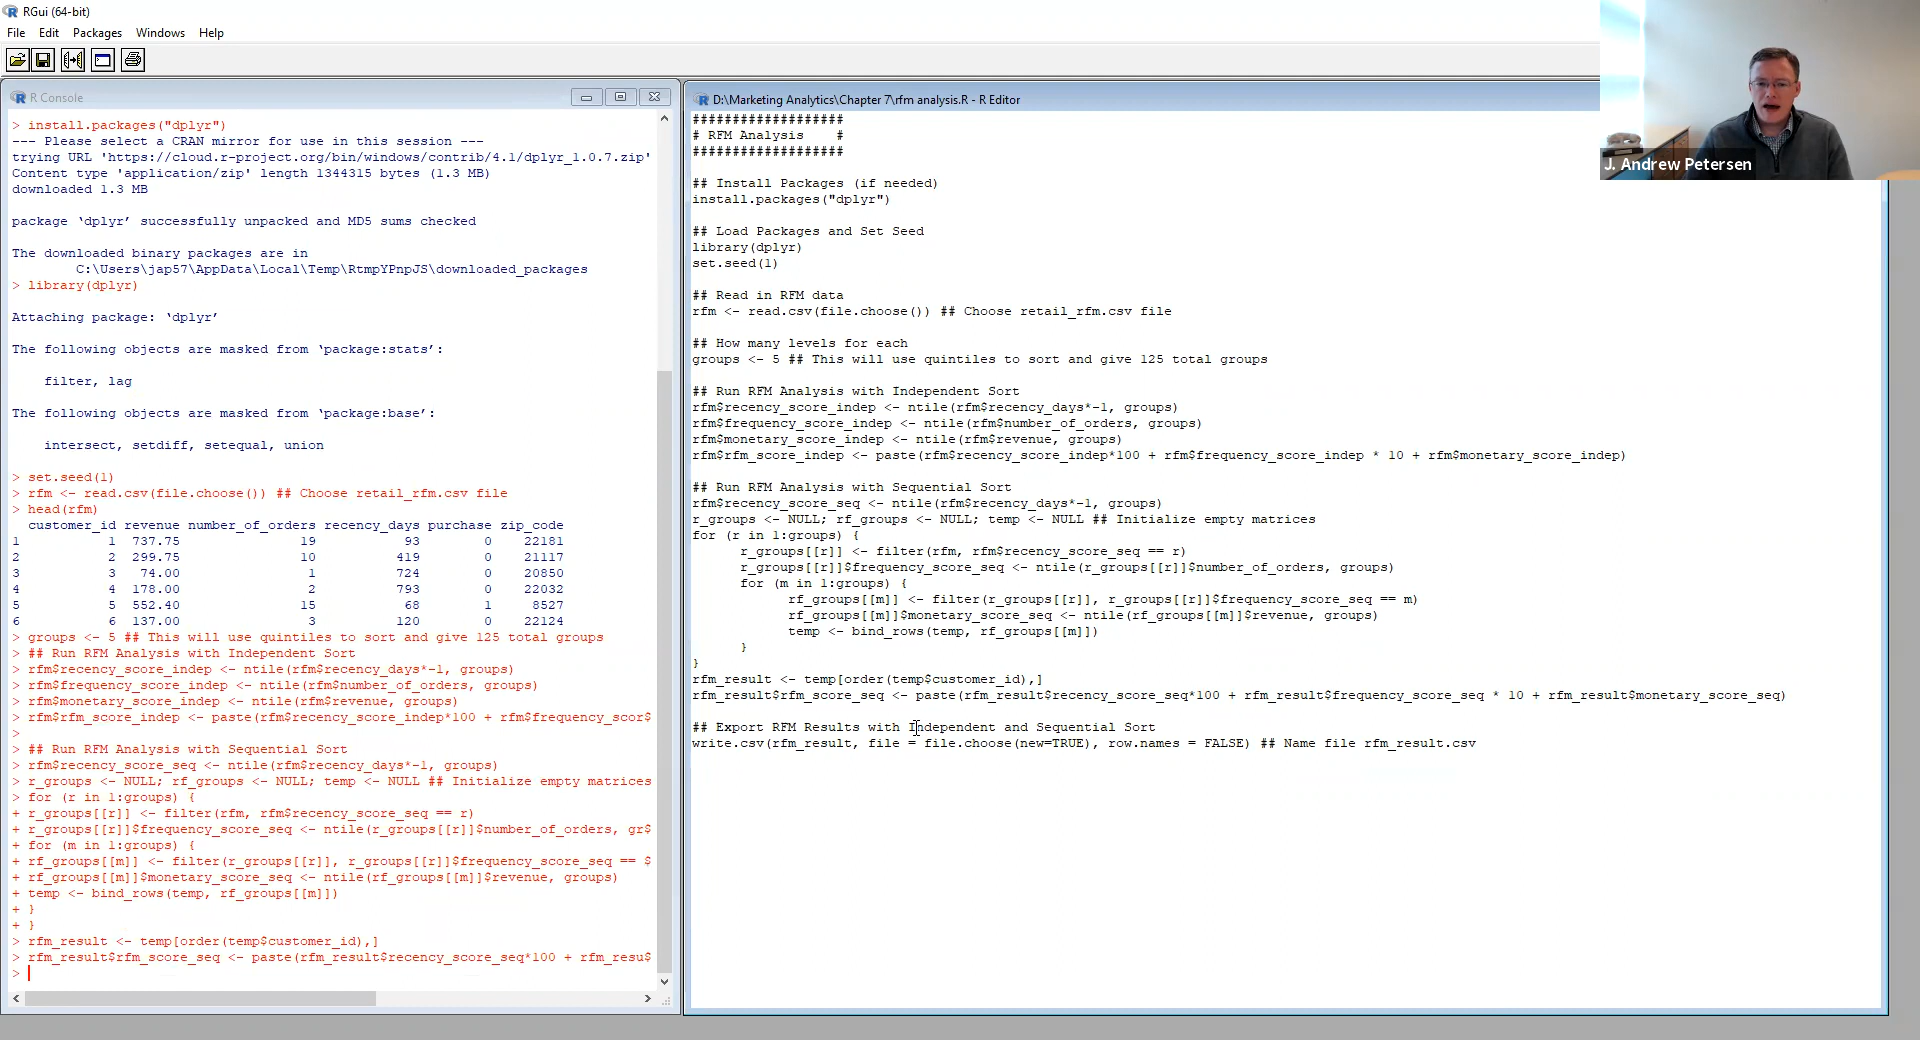 RGui (64-bit)
File Edit Packages Windows Help
R Console
> install.packages("dplyr")
--- Please select a CRAN mirror for use in this session ---
trying URL 'https://cloud.r-project.org/bin/windows/contrib/4.1/dplyr_1.0.7.zip'
Content type 'application/zip' length 1344315 bytes (1.3 MB)
downloaded 1.3 MB
package ‘dplyr’ successfully unpacked and MD5 sums checked
The downloaded binary packages are in
C:\Users\jap57\AppData\Local\Temp\RtmpYPnpJS\downloaded_packages
> library(dplyr)
Attaching package: ‘dplyr’
The following objects are masked from ‘package:stats’:
filter, lag
The following objects are masked from ‘package:base’:
intersect, setdiff, setequal, union
> set.seed(1)
> rfm <- read.csv(file.choose()) ## Choose retail_rfm.csv file
> head(rfm)
customer_id revenue number_of_orders recency_days purchase zip_code
1 1 737.75 19 93 0 22181
2 2 299.75 10 419 0 21117
3 3 74.00 1 724 0 20850
4 4 178.00 2 793 0 22032
5 5 552.40 15 68 1 8527
6 6 137.00 3 120 0 22124
> groups <- 5 ## This will use quintiles to sort and give 125 total groups
> ## Run RFM Analysis with Independent Sort
> rfm$recency_score_indep <- ntile(rfm$recency_days*-1, groups)
> rfm$frequency_score_indep <- ntile(rfm$number_of_orders, groups)
> rfm$monetary_score_indep <- ntile(rfm$revenue, groups)
> rfm$rfm_score_indep <- paste(rfm$recency_score_indep*100 + rfm$frequency_scor$
>
> ## Run RFM Analysis with Sequential Sort
> rfm$recency_score_seq <- ntile(rfm$recency_days*-1, groups)
> r_groups <- NULL; rf_groups <- NULL; temp <- NULL ## Initialize empty matrices
> for (r in 1:groups) {
+ r_groups[[r]] <- filter(rfm, rfm$recency_score_seq == r)
+ r_groups[[r]]$frequency_score_seq <- ntile(r_groups[[r]]$number_of_orders, gr$
+ for (m in 1:groups) {
+ rf_groups[[m]] <- filter(r_groups[[r]], r_groups[[r]]$frequency_score_seq == $
+ rf_groups[[m]]$monetary_score_seq <- ntile(rf_groups[[m]]$revenue, groups)
+ temp <- bind_rows(temp, rf_groups[[m]])
+ }
+ }
> rfm_result <- temp[order(temp$customer_id),]
> rfm_result$rfm_score_seq <- paste(rfm_result$recency_score_seq*100 + rfm_resu$
>
D:\Marketing Analytics\Chapter 7\rfm analysis.R - R Editor
###################
# RFM Analysis #
###################
## Install Packages (if needed)
install.packages("dplyr")
## Load Packages and Set Seed
library(dplyr)
set.seed(1)
## Read in RFM data
rfm <- read.csv(file.choose()) ## Choose retail_rfm.csv file
## How many levels for each
groups <- 5 ## This will use quintiles to sort and give 125 total groups
## Run RFM Analysis with Independent Sort
rfm$recency_score_indep <- ntile(rfm$recency_days*-1, groups)
rfm$frequency_score_indep <- ntile(rfm$number_of_orders, groups)
rfm$monetary_score_indep <- ntile(rfm$revenue, groups)
rfm$rfm_score_indep <- paste(rfm$recency_score_indep*100 + rfm$frequency_score_indep * 10 + rfm$monetary_score_indep)
## Run RFM Analysis with Sequential Sort
rfm$recency_score_seq <- ntile(rfm$recency_days*-1, groups)
r_groups <- NULL; rf_groups <- NULL; temp <- NULL ## Initialize empty matrices
for (r in 1:groups) {
r_groups[[r]] <- filter(rfm, rfm$recency_score_seq == r)
r_groups[[r]]$frequency_score_seq <- ntile(r_groups[[r]]$number_of_orders, groups)
for (m in 1:groups) {
rf_groups[[m]] <- filter(r_groups[[r]], r_groups[[r]]$frequency_score_seq == m)
rf_groups[[m]]$monetary_score_seq <- ntile(rf_groups[[m]]$revenue, groups)
temp <- bind_rows(temp, rf_groups[[m]])
}
}
rfm_result <- temp[order(temp$customer_id),]
rfm_result$rfm_score_seq <- paste(rfm_result$recency_score_seq*100 + rfm_result$frequency_score_seq * 10 + rfm_result$monetary_score_seq)
## Export RFM Results with Independent and Sequential Sort
write.csv(rfm_result, file = file.choose(new=TRUE), row.names = FALSE) ## Name file rfm_result.csv
J. Andrew Petersen